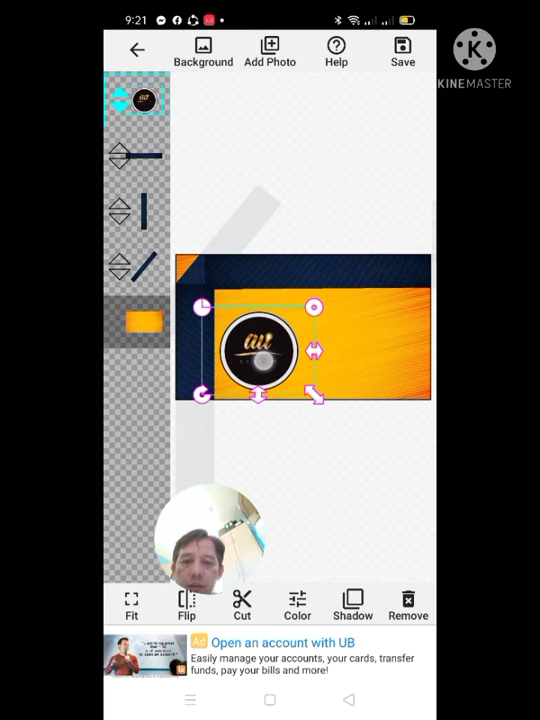 9:21
Background
Add Photo
Help
Save
KINEMASTER
au
Fit
Flip
Cut
Color
Shadow
Remove
Ad Open an account with UB
Easily manage your accounts, your cards, transfer
funds, pay your bills and more!